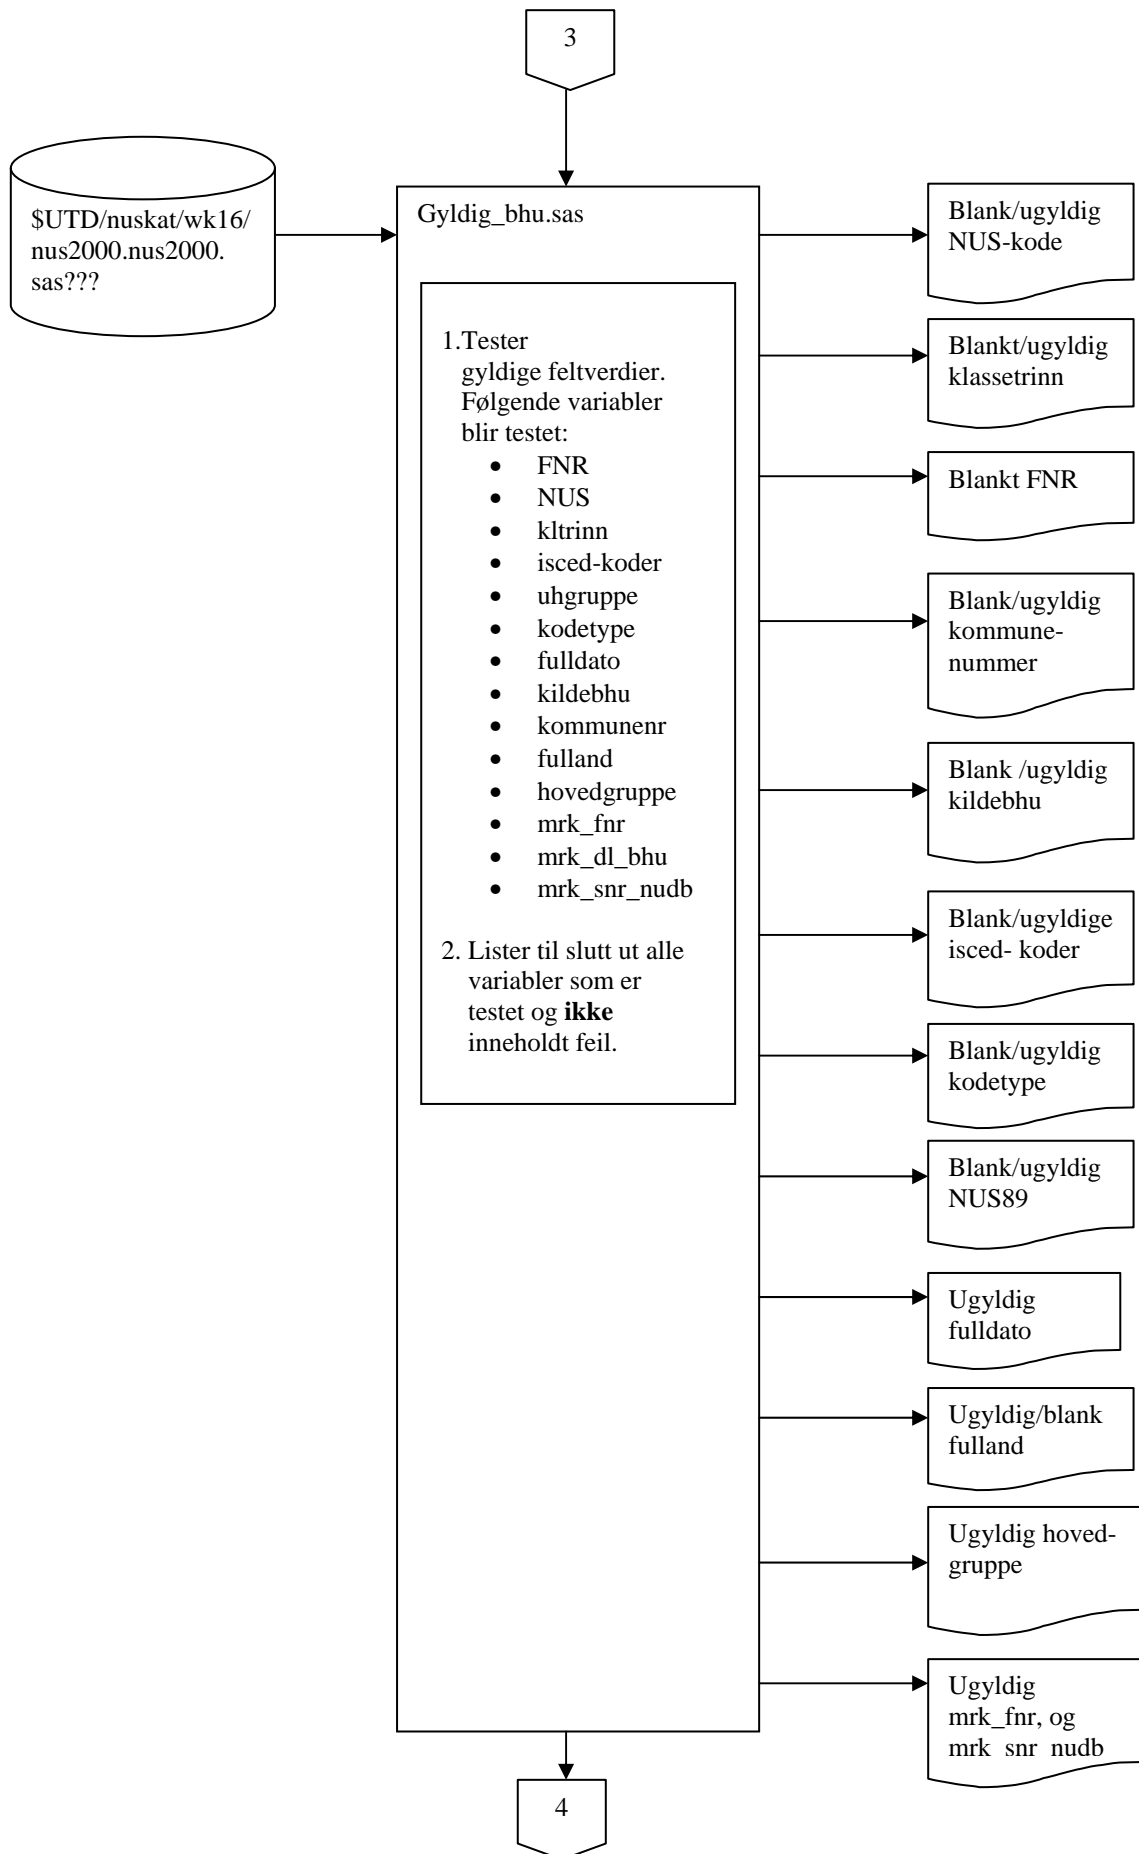 3
$UTD/nuskat/wk16/
nus2000.nus2000.
sas???
Gyldig_bhu.sas
1.Tester
gyldige feltverdier.
Følgende variabler
blir testet:
• FNR
• NUS
• kltrinn
• isced-koder
• uhgruppe
• kodetype
• fulldato
• kildebhu
• kommunenr
• fulland
• hovedgruppe
• mrk_fnr
• mrk_dl_bhu
• mrk_snr_nudb
2. Lister til slutt ut alle
variabler som er
testet og ikke
inneholdt feil.
Blank/ugyldig
NUS-kode
Blankt/ugyldig
klassetrinn
Blankt FNR
Blank/ugyldig
kommune-
nummer
Blank /ugyldig
kildebhu
Blank/ugyldige
isced- koder
Blank/ugyldig
kodetype
Blank/ugyldig
NUS89
Ugyldig
fulldato
Ugyldig/blank
fulland
Ugyldig hoved-
gruppe
Ugyldig
mrk_fnr, og
mrk_snr_nudb
4